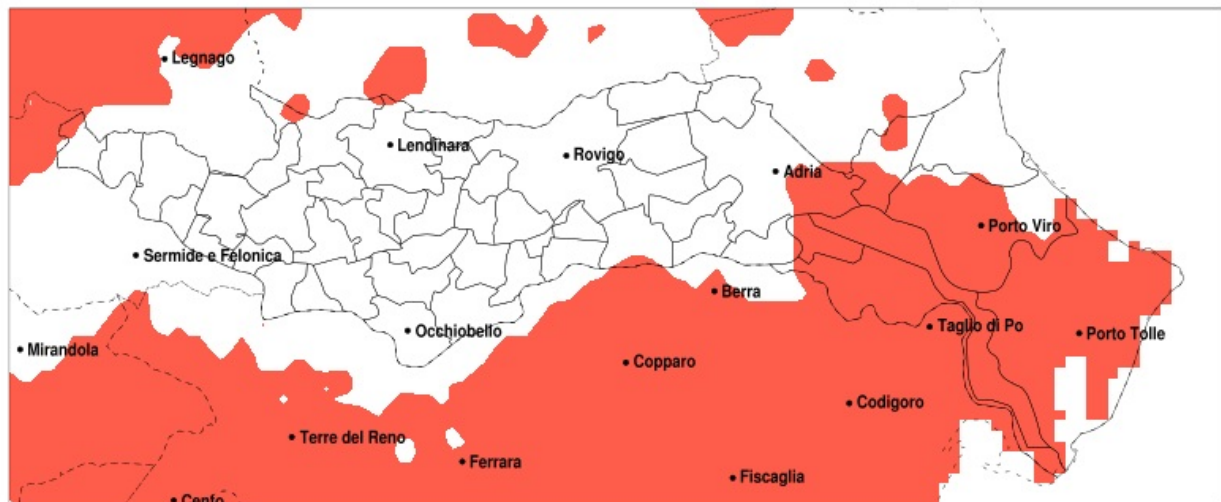 Legnago
Lendinara
Rovigo
Adria
Porto Viro
Sermide e Felonica
Berra
Occhiobello
Taglio di Po
Porto Tolle
Mirandola
Copparo
Codigoro
Terre del Reno
Ferrara
Fiscaglia
Cento